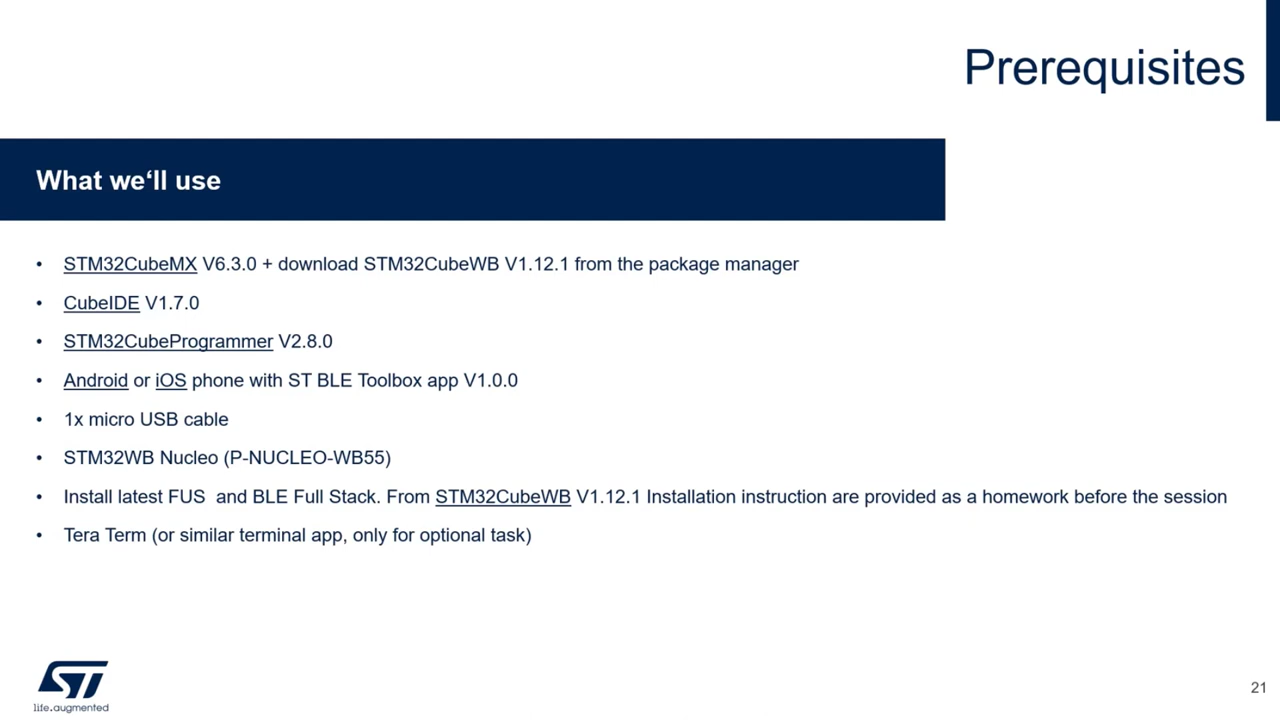 Prerequisites
What we‘ll use
• STM32CubeMX V6.3.0 + download STM32CubeWB V1.12.1 from the package manager
• CubeIDE V1.7.0
• STM32CubeProgrammer V2.8.0
• Android or iOS phone with ST BLE Toolbox app V1.0.0
• 1x micro USB cable
• STM32WB Nucleo (P-NUCLEO-WB55)
• Install latest FUS  and BLE Full Stack. From STM32CubeWB V1.12.1 Installation instruction are provided as a homework before the session
• Tera Term (or similar terminal app, only for optional task)
ST
life.augmented
21